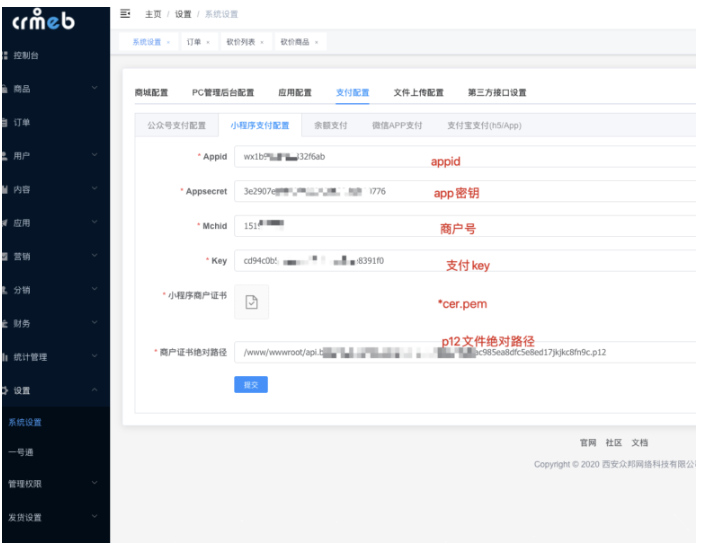 crmeb
主页 / 设置 / 系统设置
系统设置 × 订单 × 砍价列表 × 砍价商品 ×
控制台
商品
订单
用户
内容
应用
营销
分销
财务
统计管理
设置
系统设置
一号通
管理权限
发货设置
商城配置 PC管理后台配置 应用配置 支付配置 文件上传配置 第三方接口设置
公众号支付配置 小程序支付配置 余额支付 微信APP支付 支付宝支付(h5/App)
* Appid wx1b9 32f6ab appid
* Appsecret 3e2907e 776 app密钥
* Mchid 151 商户号
* Key cd94c0b 8391f0 支付key
* 小程序商户证书 *cer.pem
p12文件绝对路径
* 商户证书绝对路径 /www/wwwroot/api. c985ea8dfc5e8ed17jkjkc8fn9c.p12
提交
官网 社区 文档
Copyright © 2020 西安众邦网络科技有限公